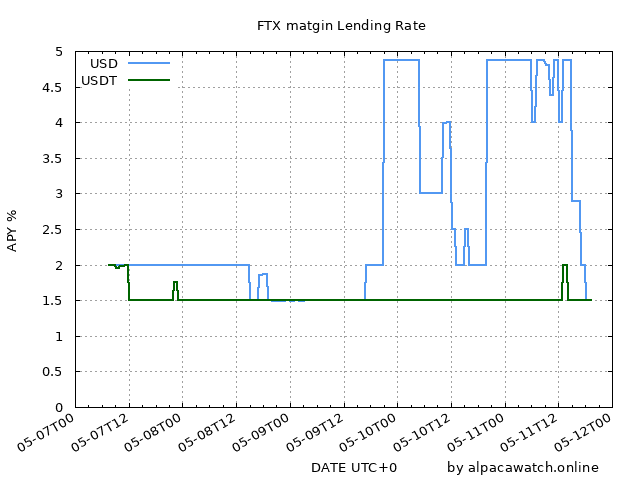 FTX matgin Lending Rate
USD
USDT
5
4.5
4
3.5
3
2.5
2
1.5
1
0.5
0
APY %
05-07T00
05-07T12
05-08T00
05-08T12
05-09T00
05-09T12
05-10T00
05-10T12
05-11T00
05-11T12
05-12T00
DATE UTC+0
by alpacawatch.online